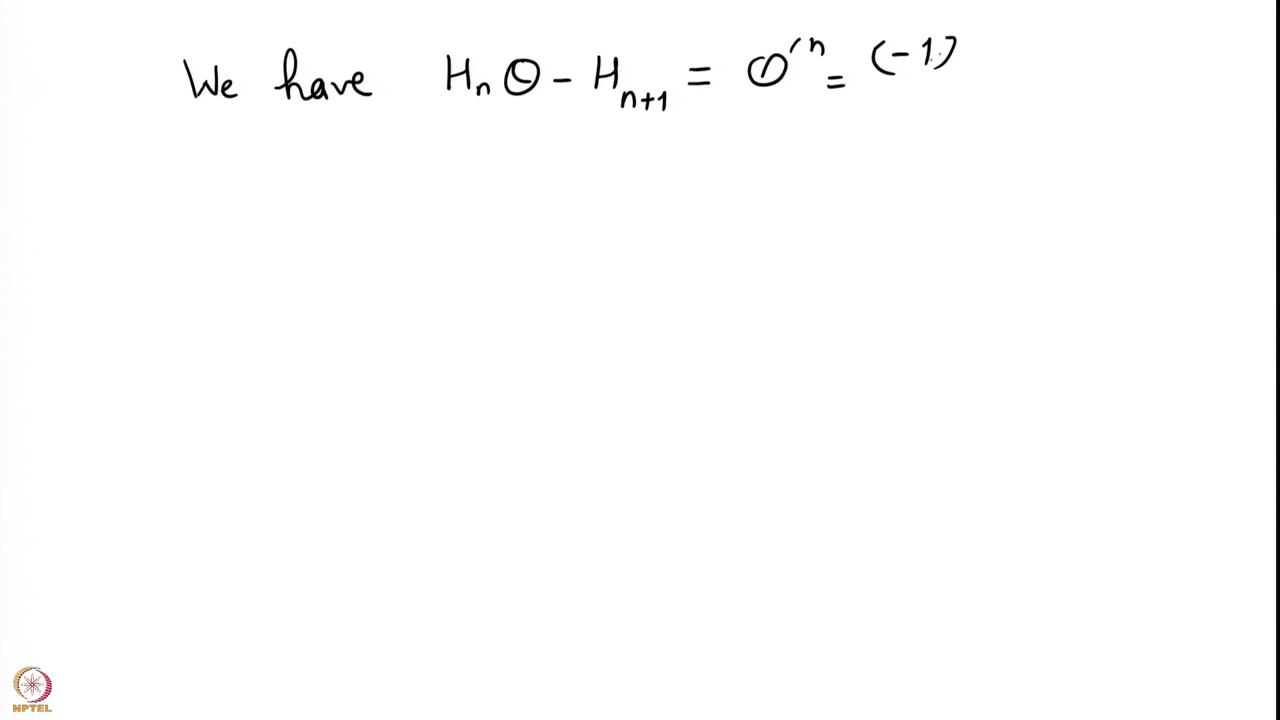 We have HₙΘ - Hₙ₊₁ = Θ'ⁿ = (-1)
NPTEL